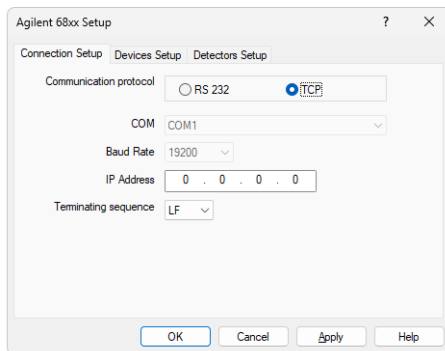 Agilent 68xx Setup ? ×
Connection Setup Devices Setup Detectors Setup
Communication protocol RS 232 TCP
COM COM1
Baud Rate 19200
IP Address 0 . 0 . 0 . 0
Terminating sequence LF
OK Cancel Apply Help